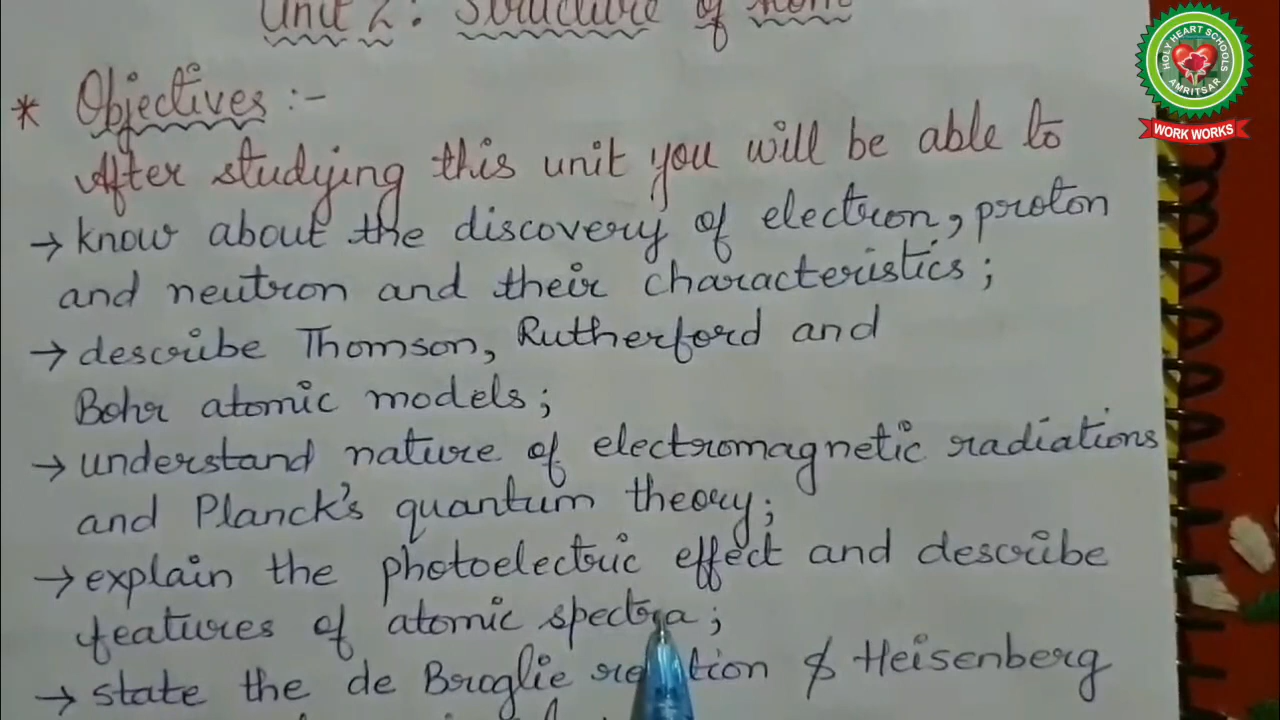 Unit 2: Structure of Atom
* Objectives :-
After studying this unit you will be able to
→ know about the discovery of electron, proton
and neutron and their characteristics;
→ describe Thomson, Rutherford and
Bohr atomic models;
→ understand nature of electromagnetic radiations
and Planck's quantum theory;
→ explain the photoelectric effect and describe
features of atomic spectra;
→ state the de Broglie relation & Heisenberg
HOLY HEART SCHOOLS
AMRITSAR
WORK WORKS